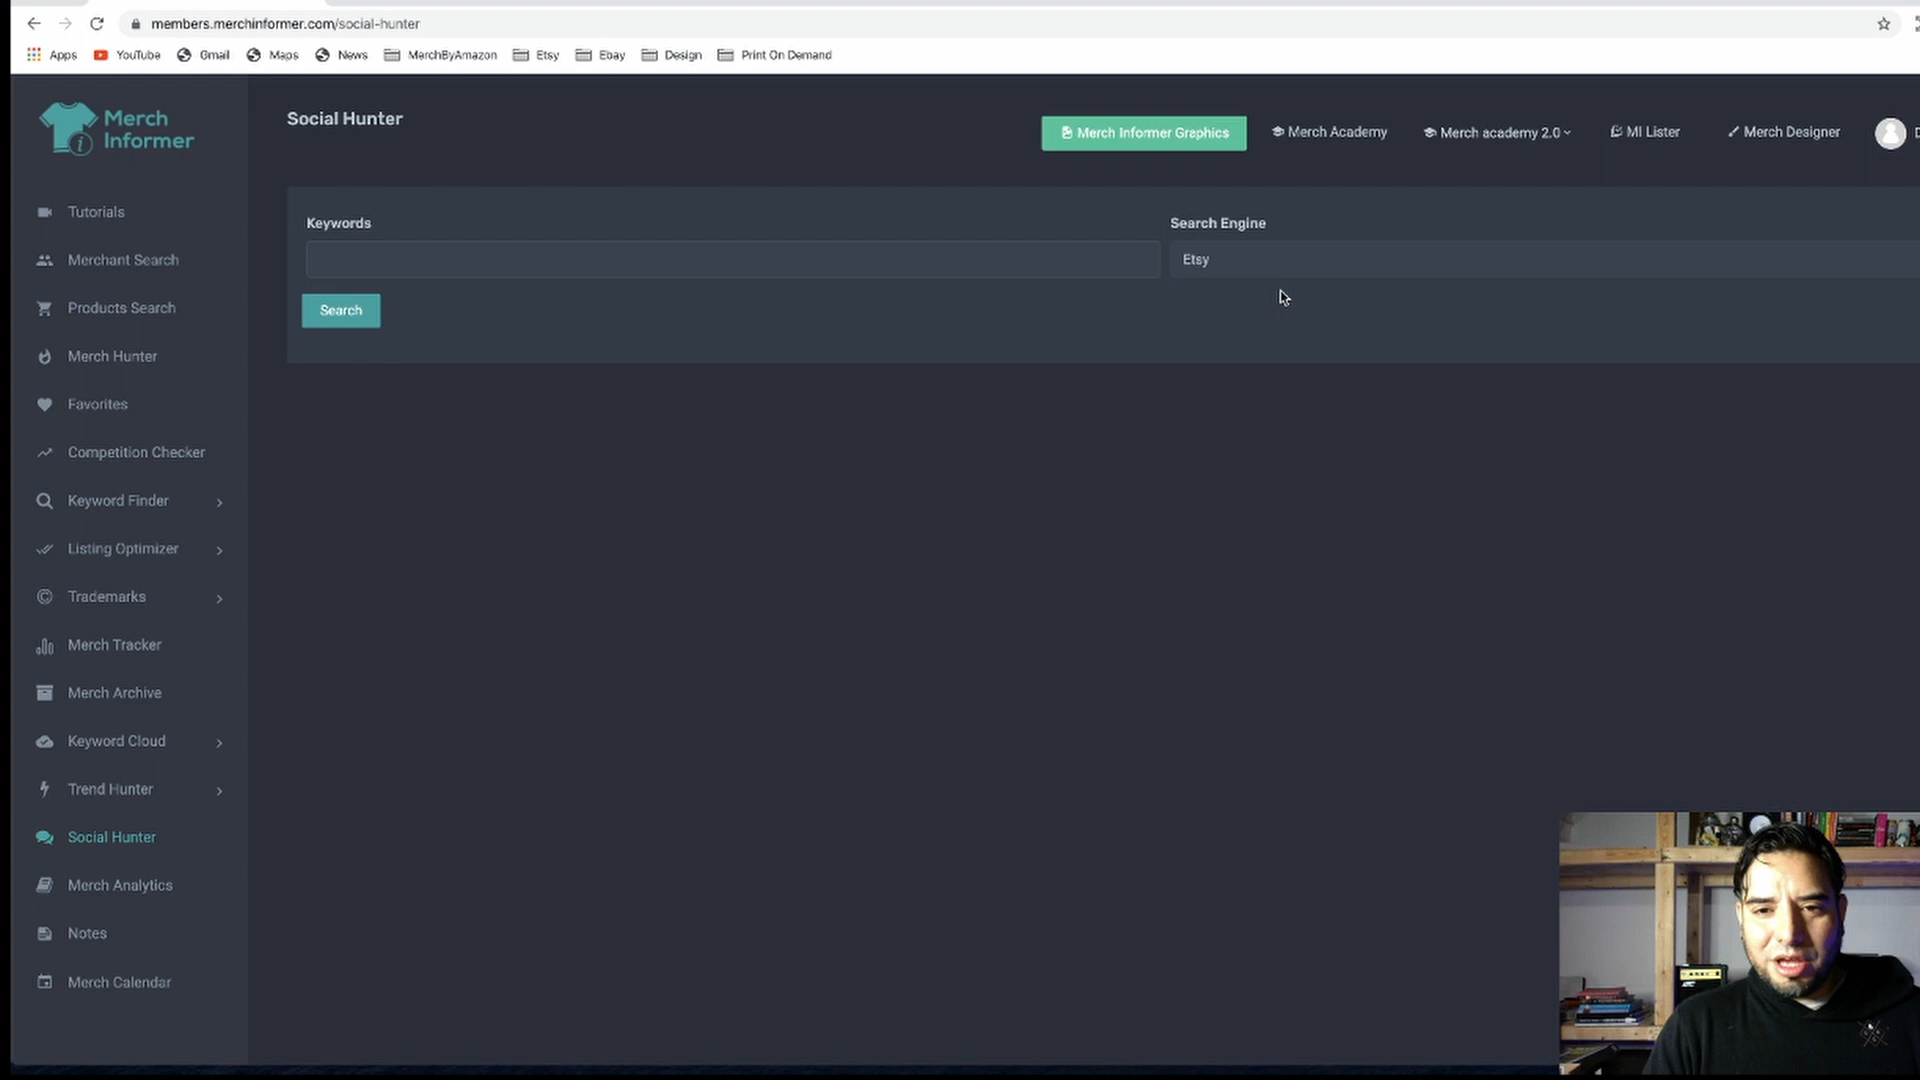 members.merchinformer.com/social-hunter
Apps YouTube Gmail Maps News MerchByAmazon Etsy Ebay Design Print On Demand
Merch
Informer
Social Hunter
Merch Informer Graphics Merch Academy Merch academy 2.0 MI Lister Merch Designer
Tutorials
Merchant Search
Products Search
Merch Hunter
Favorites
Competition Checker
Keyword Finder
Listing Optimizer
Trademarks
Merch Tracker
Merch Archive
Keyword Cloud
Trend Hunter
Social Hunter
Merch Analytics
Notes
Merch Calendar
Keywords
Search Engine
Etsy
Search